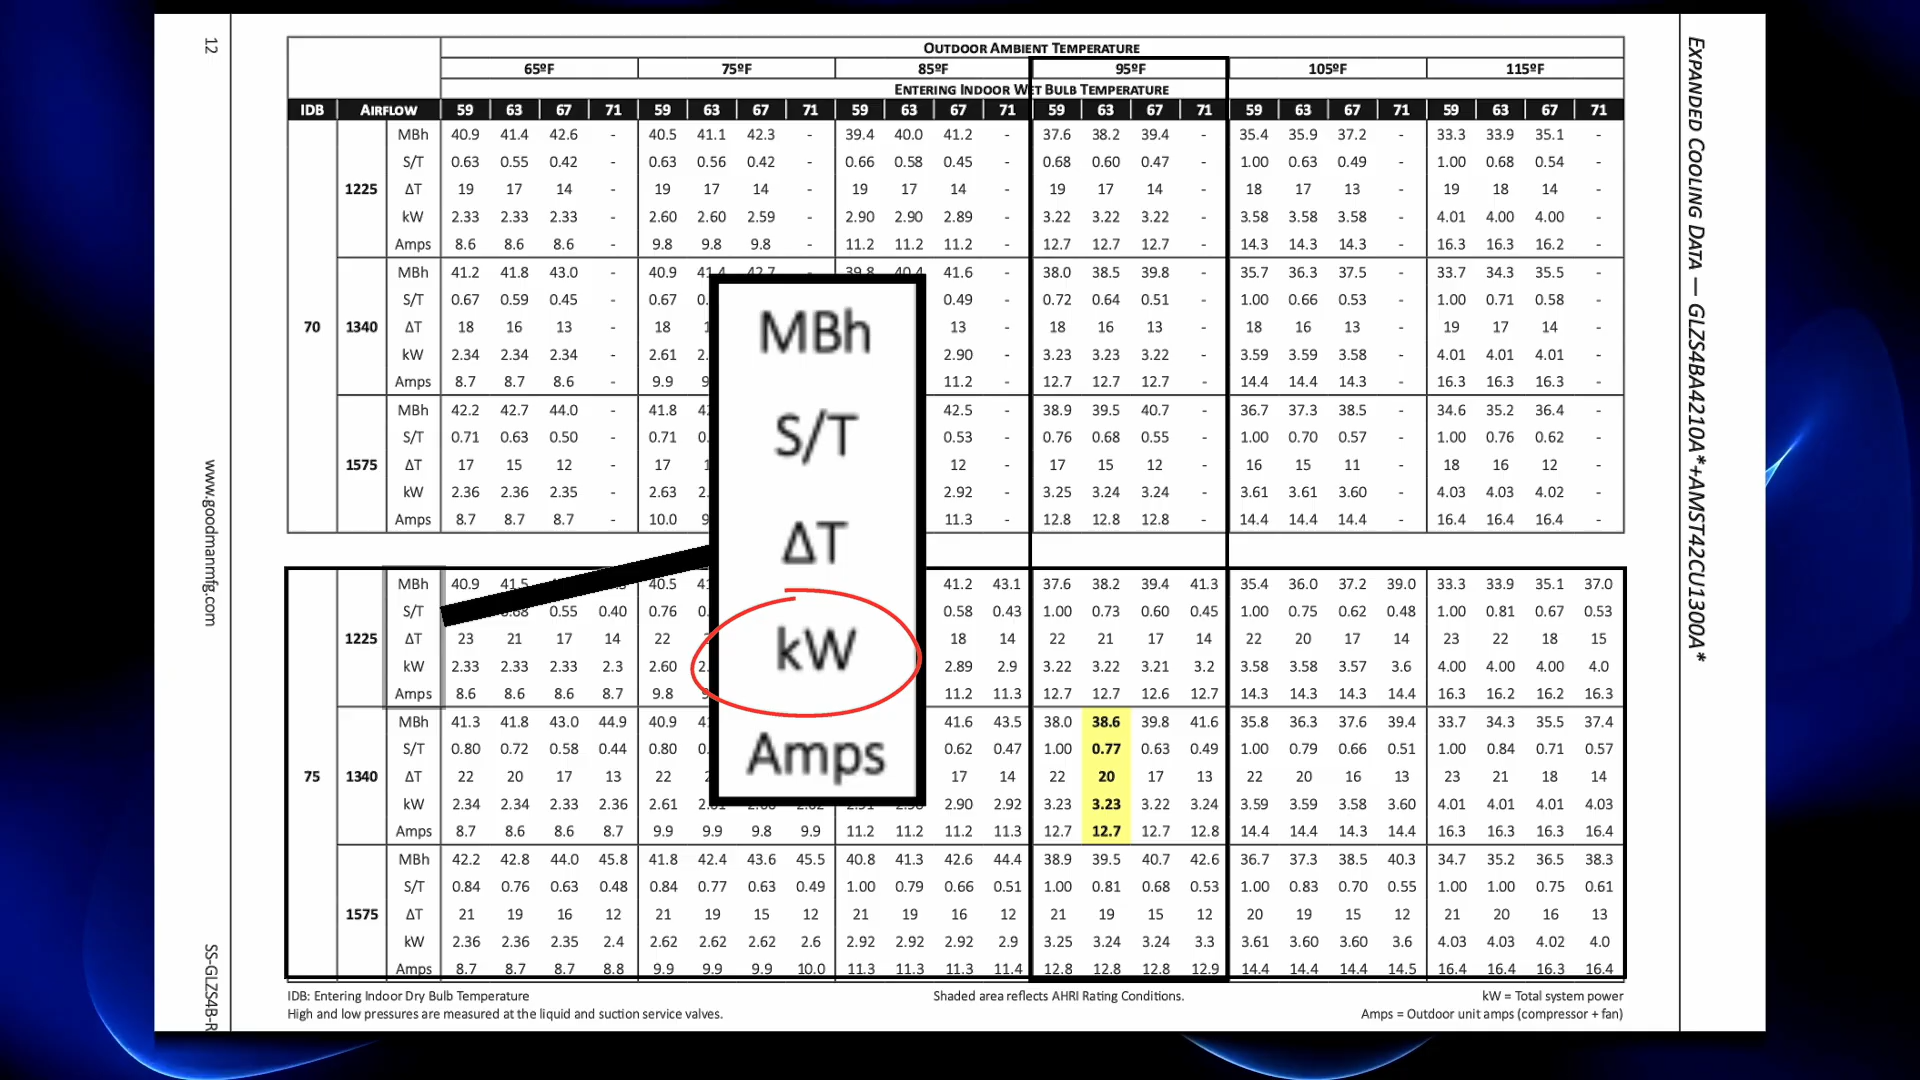 12
www.goodmanmfg.com
SS-GLZS4B-R
EXPANDED COOLING DATA — GLZS4BA4210A*+AMST42CU1300A*
OUTDOOR AMBIENT TEMPERATURE
65ºF 75ºF 85ºF 95ºF 105ºF 115ºF
ENTERING INDOOR WET BULB TEMPERATURE
IDB AIRFLOW 59 63 67 71 59 63 67 71 59 63 67 71 59 63 67 71 59 63 67 71 59 63 67 71
MBh 40.9 41.4 42.6 - 40.5 41.1 42.3 - 39.4 40.0 41.2 - 37.6 38.2 39.4 - 35.4 35.9 37.2 - 33.3 33.9 35.1 -
S/T 0.63 0.55 0.42 - 0.63 0.56 0.42 - 0.66 0.58 0.45 - 0.68 0.60 0.47 - 1.00 0.63 0.49 - 1.00 0.68 0.54 -
1225 ΔT 19 17 14 - 19 17 14 - 19 17 14 - 19 17 14 - 18 17 13 - 19 18 14 -
kW 2.33 2.33 2.33 - 2.60 2.60 2.59 - 2.90 2.90 2.89 - 3.22 3.22 3.22 - 3.58 3.58 3.58 - 4.01 4.00 4.00 -
Amps 8.6 8.6 8.6 - 9.8 9.8 9.8 - 11.2 11.2 11.2 - 12.7 12.7 12.7 - 14.3 14.3 14.3 - 16.3 16.3 16.2 -
MBh 41.2 41.8 43.0 - 40.9 41.4 42.7 39.8 40.4 41.6 - 38.0 38.5 39.8 - 35.7 36.3 37.5 - 33.7 34.3 35.5 -
S/T 0.67 0.59 0.45 - 0.67 0.49 - 0.72 0.64 0.51 - 1.00 0.66 0.53 - 1.00 0.71 0.58 -
70 1340 ΔT 18 16 13 - 18 13 - 18 16 13 - 18 16 13 - 19 17 14 -
kW 2.34 2.34 2.34 - 2.61 2.90 - 3.23 3.23 3.22 - 3.59 3.59 3.58 - 4.01 4.01 4.01 -
Amps 8.7 8.7 8.6 - 9.9 11.2 - 12.7 12.7 12.7 - 14.4 14.4 14.3 - 16.3 16.3 16.3 -
MBh 42.2 42.7 44.0 - 41.8 42.5 - 38.9 39.5 40.7 - 36.7 37.3 38.5 - 34.6 35.2 36.4 -
S/T 0.71 0.63 0.50 - 0.71 0.53 - 0.76 0.68 0.55 - 1.00 0.70 0.57 - 1.00 0.76 0.62 -
1575 ΔT 17 15 12 - 17 12 - 17 15 12 - 16 15 11 - 18 16 12 -
kW 2.36 2.36 2.35 - 2.63 2.92 - 3.25 3.24 3.24 - 3.61 3.61 3.60 - 4.03 4.03 4.02 -
Amps 8.7 8.7 8.7 - 10.0 11.3 - 12.8 12.8 12.8 - 14.4 14.4 14.4 - 16.4 16.4 16.4 -
MBh
S/T
ΔT
kW
Amps
MBh 40.9 41.5 40.5 41.2 43.1 37.6 38.2 39.4 41.3 35.4 36.0 37.2 39.0 33.3 33.9 35.1 37.0
S/T 0.55 0.40 0.76 0.58 0.43 1.00 0.73 0.60 0.45 1.00 0.75 0.62 0.48 1.00 0.81 0.67 0.53
1225 ΔT 23 21 17 14 22 18 14 22 21 17 14 22 20 17 14 23 22 18 15
kW 2.33 2.33 2.33 2.3 2.60 2.89 2.9 3.22 3.22 3.21 3.2 3.58 3.58 3.57 3.6 4.00 4.00 4.00 4.0
Amps 8.6 8.6 8.6 8.7 9.8 11.2 11.3 12.7 12.7 12.6 12.7 14.3 14.3 14.3 14.4 16.3 16.2 16.2 16.3
MBh 41.3 41.8 43.0 44.9 40.9 41.6 43.5 38.0 38.6 39.8 41.6 35.8 36.3 37.6 39.4 33.7 34.3 35.5 37.4
S/T 0.80 0.72 0.58 0.44 0.80 0.62 0.47 1.00 0.77 0.63 0.49 1.00 0.79 0.66 0.51 1.00 0.84 0.71 0.57
75 1340 ΔT 22 20 17 13 22 17 14 22 20 17 13 22 20 16 13 23 21 18 14
kW 2.34 2.34 2.33 2.36 2.61 2.90 2.92 3.23 3.23 3.22 3.24 3.59 3.59 3.58 3.60 4.01 4.01 4.01 4.03
Amps 8.7 8.6 8.6 8.7 9.9 9.9 9.8 9.9 11.2 11.2 11.2 11.3 12.7 12.7 12.7 12.8 14.4 14.4 14.3 14.4 16.3 16.3 16.3 16.4
MBh 42.2 42.8 44.0 45.8 41.8 42.4 43.6 45.5 40.8 41.3 42.6 44.4 38.9 39.5 40.7 42.6 36.7 37.3 38.5 40.3 34.7 35.2 36.5 38.3
S/T 0.84 0.76 0.63 0.48 0.84 0.77 0.63 0.49 1.00 0.79 0.66 0.51 1.00 0.81 0.68 0.53 1.00 0.83 0.70 0.55 1.00 1.00 0.75 0.61
1575 ΔT 21 19 16 12 21 19 15 12 21 19 16 12 21 19 15 12 20 19 15 12 21 20 16 13
kW 2.36 2.36 2.35 2.4 2.62 2.62 2.62 2.6 2.92 2.92 2.92 2.9 3.25 3.24 3.24 3.3 3.61 3.60 3.60 3.6 4.03 4.03 4.02 4.0
Amps 8.7 8.7 8.7 8.8 9.9 9.9 9.9 10.0 11.3 11.3 11.3 11.4 12.8 12.8 12.8 12.9 14.4 14.4 14.4 14.5 16.4 16.4 16.3 16.4
IDB: Entering Indoor Dry Bulb Temperature Shaded area reflects AHRI Rating Conditions. kW = Total system power
High and low pressures are measured at the liquid and suction service valves. Amps = Outdoor unit amps (compressor + fan)